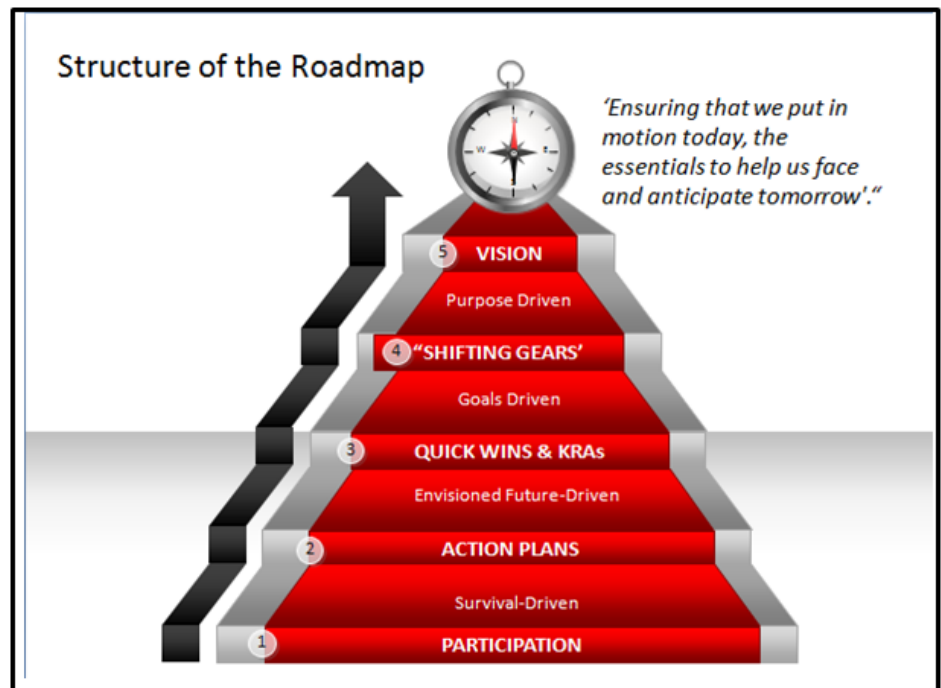 Structure of the Roadmap
‘Ensuring that we put in
motion today, the
essentials to help us face
and anticipate tomorrow'.“
N
W
E
S
5 VISION
Purpose Driven
4 “SHIFTING GEARS’
Goals Driven
3 QUICK WINS & KRAs
Envisioned Future-Driven
2 ACTION PLANS
Survival-Driven
1 PARTICIPATION